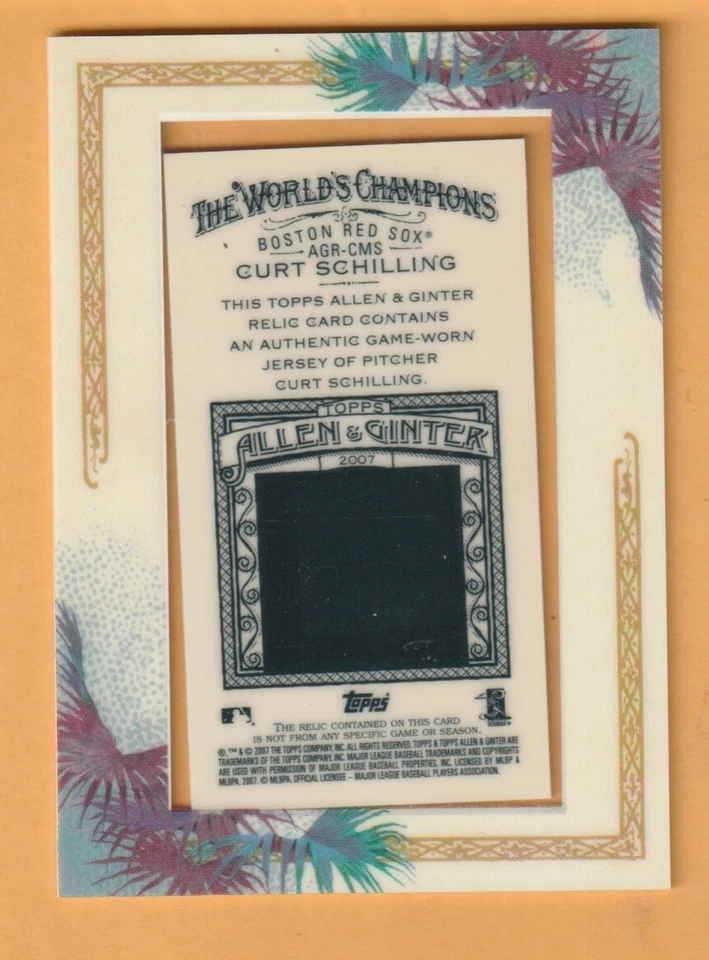 THE WORLD'S CHAMPIONS
BOSTON RED SOX®
AGR-CMS
CURT SCHILLING
THIS TOPPS ALLEN & GINTER
RELIC CARD CONTAINS
AN AUTHENTIC GAME-WORN
JERSEY OF PITCHER
CURT SCHILLING.
TOPPS
ALLEN & GINTER
2007
topps
THE RELIC CONTAINED ON THIS CARD
IS NOT FROM ANY SPECIFIC GAME OR SEASON.
®,™ & © 2007 THE TOPPS COMPANY, INC. ALL RIGHTS RESERVED. TOPPS & TOPPS ALLEN & GINTER ARE
TRADEMARKS OF THE TOPPS COMPANY, INC. MAJOR LEAGUE BASEBALL TRADEMARKS AND COPYRIGHTS
ARE USED WITH PERMISSION OF MAJOR LEAGUE BASEBALL PROPERTIES, INC. LICENSED BY MLBP &
MLBPA, 2007. © MLBPA. OFFICIAL LICENSEE – MAJOR LEAGUE BASEBALL PLAYERS ASSOCIATION.